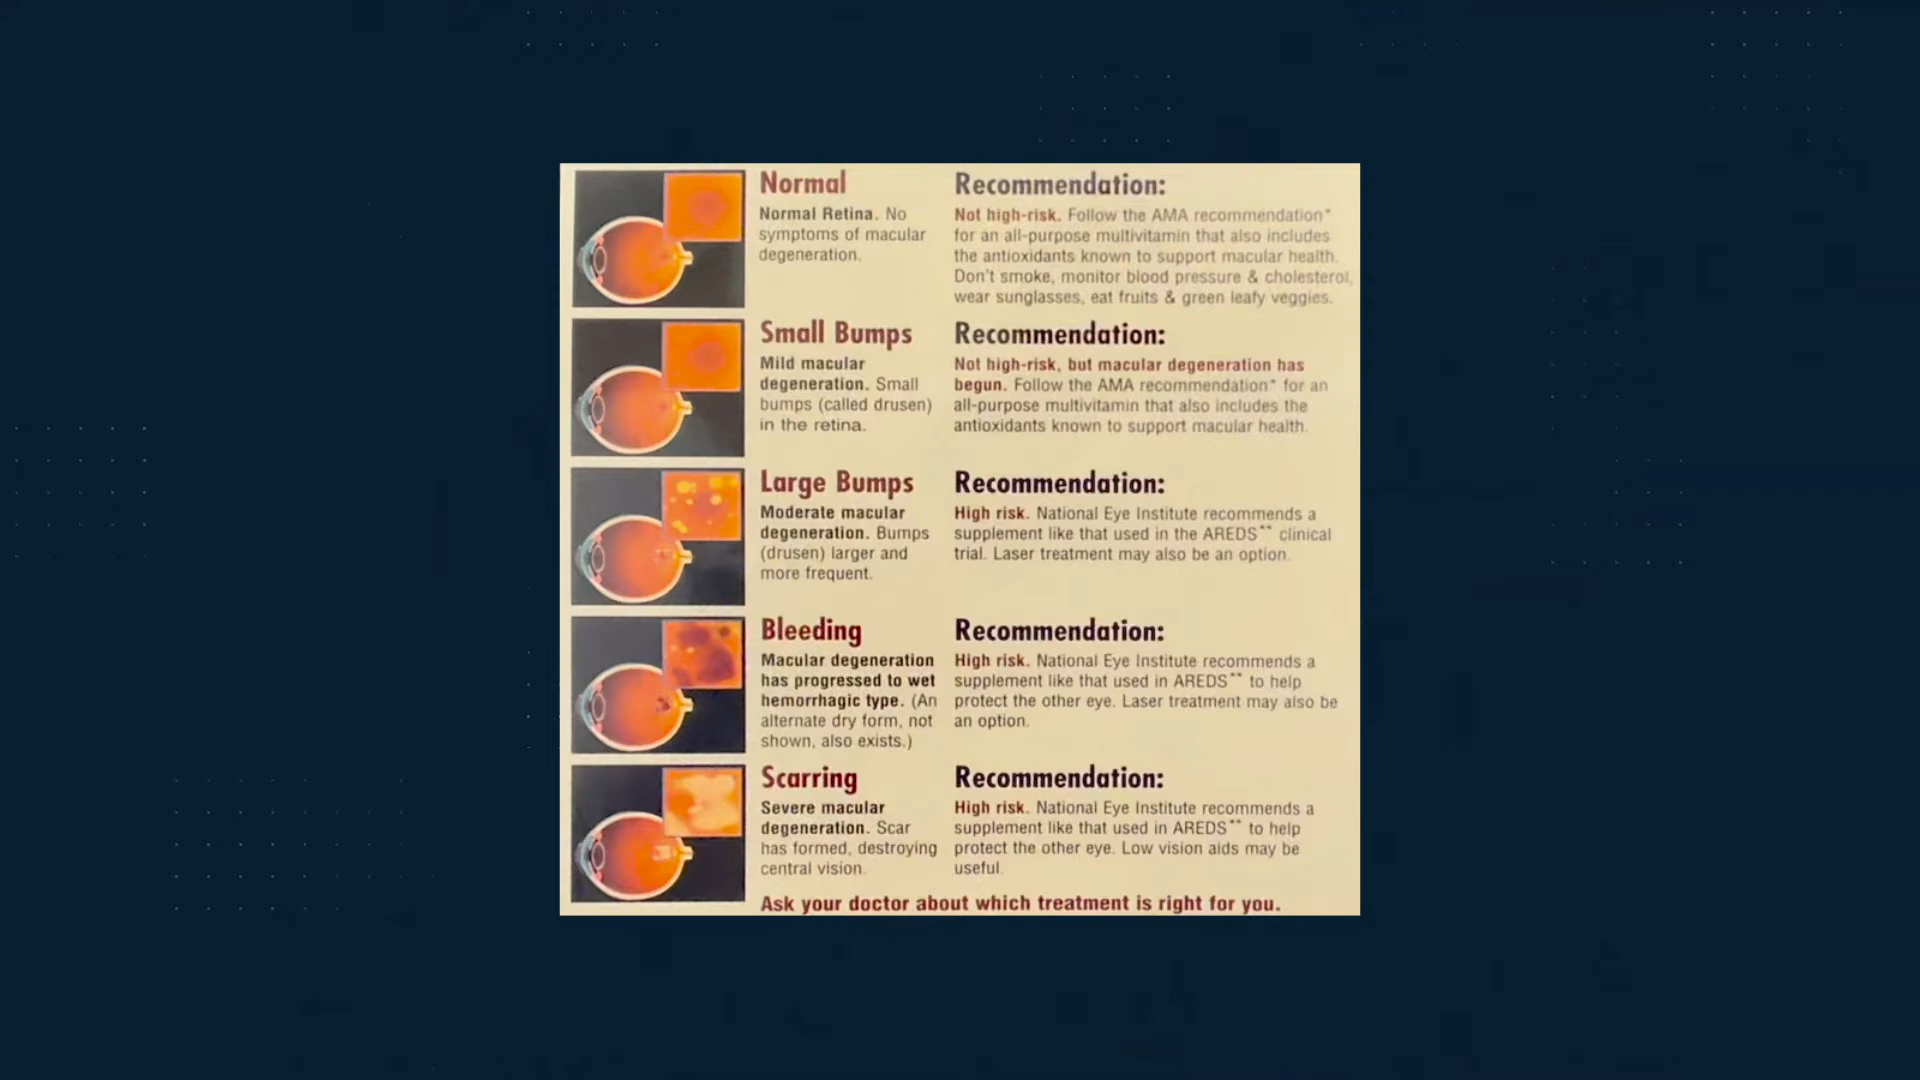 Normal
Normal Retina. No
symptoms of macular
degeneration.
Recommendation:
Not high-risk. Follow the AMA recommendation*
for an all-purpose multivitamin that also includes
the antioxidants known to support macular health.
Don't smoke, monitor blood pressure & cholesterol,
wear sunglasses, eat fruits & green leafy veggies.
Small Bumps
Mild macular
degeneration. Small
bumps (called drusen)
in the retina.
Recommendation:
Not high-risk, but macular degeneration has
begun. Follow the AMA recommendation* for an
all-purpose multivitamin that also includes the
antioxidants known to support macular health.
Large Bumps
Moderate macular
degeneration. Bumps
(drusen) larger and
more frequent.
Recommendation:
High risk. National Eye Institute recommends a
supplement like that used in the AREDS** clinical
trial. Laser treatment may also be an option.
Bleeding
Macular degeneration
has progressed to wet
hemorrhagic type. (An
alternate dry form, not
shown, also exists.)
Recommendation:
High risk. National Eye Institute recommends a
supplement like that used in AREDS** to help
protect the other eye. Laser treatment may also be
an option.
Scarring
Severe macular
degeneration. Scar
has formed, destroying
central vision.
Recommendation:
High risk. National Eye Institute recommends a
supplement like that used in AREDS** to help
protect the other eye. Low vision aids may be
useful.
Ask your doctor about which treatment is right for you.